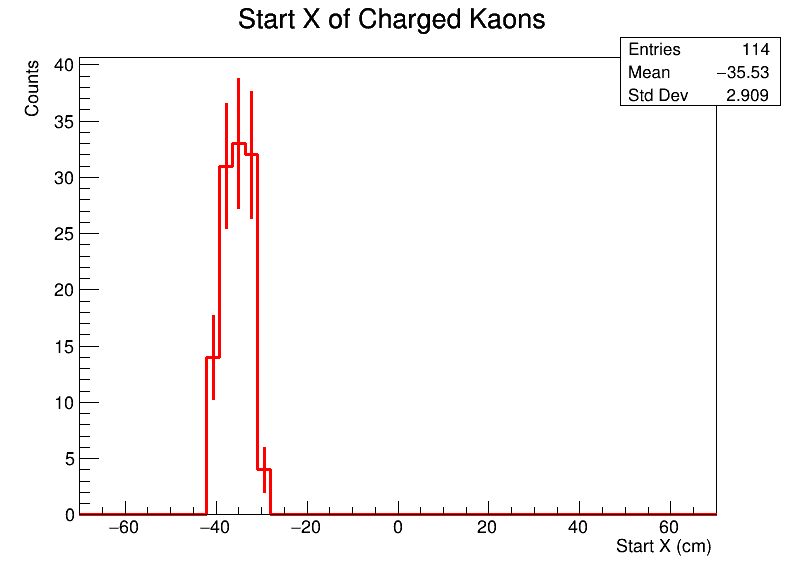 Start X of Charged Kaons
Entries 114
Mean −35.53
Std Dev 2.909
Counts
40
35
30
25
20
15
10
5
0
−60 −40 −20 0 20 40 60
Start X (cm)